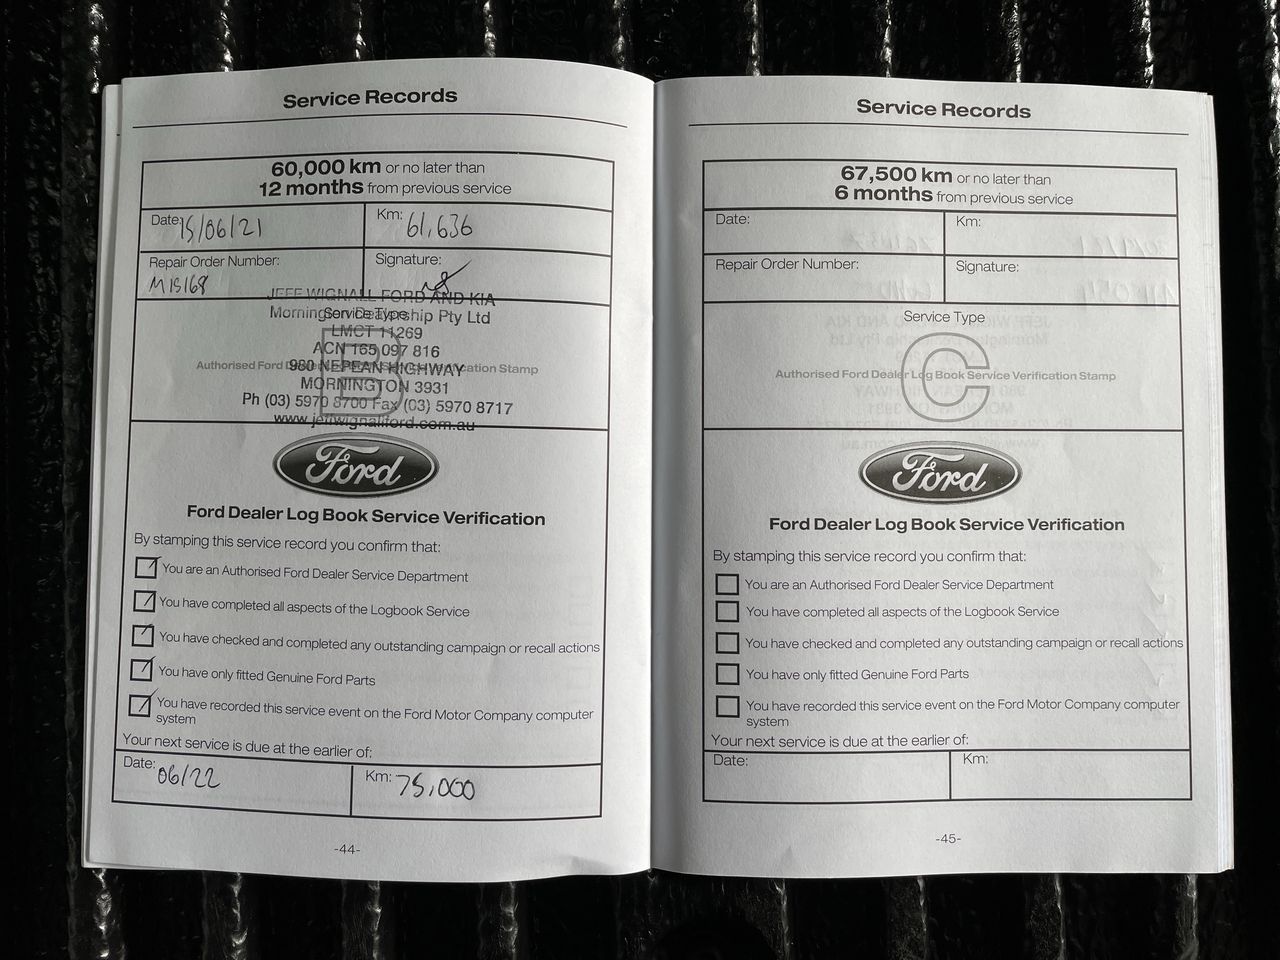 Service Records
60,000 km or no later than
12 months from previous service
Date: 15/06/21
Km: 61,636
Repair Order Number:
M15168
Signature:
JEFF WIGNALL FORD AND KIA
Service Type
Mornington Dealership Pty Ltd
LMCT 11269
ACN 165 097 816
B
Authorised Ford Dealer Log Book Service Verification Stamp
980 NEPEAN HIGHWAY
MORNINGTON 3931
Ph (03) 5970 8700 Fax (03) 5970 8717
www.jeffwignallford.com.au
Ford
Ford Dealer Log Book Service Verification
By stamping this service record you confirm that:
You are an Authorised Ford Dealer Service Department
You have completed all aspects of the Logbook Service
You have checked and completed any outstanding campaign or recall actions
You have only fitted Genuine Ford Parts
You have recorded this service event on the Ford Motor Company computer
system
Your next service is due at the earlier of:
Date: 06/22
Km: 75,000
-44-
Service Records
67,500 km or no later than
6 months from previous service
Date:
Km:
Repair Order Number:
Signature:
Service Type
C
Authorised Ford Dealer Log Book Service Verification Stamp
Ford
Ford Dealer Log Book Service Verification
By stamping this service record you confirm that:
You are an Authorised Ford Dealer Service Department
You have completed all aspects of the Logbook Service
You have checked and completed any outstanding campaign or recall actions
You have only fitted Genuine Ford Parts
You have recorded this service event on the Ford Motor Company computer
system
Your next service is due at the earlier of:
Date:
Km:
-45-